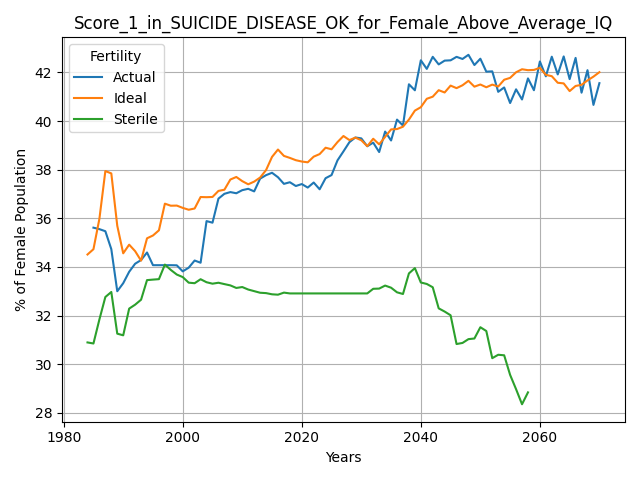 Score_1_in_SUICIDE_DISEASE_OK_for_Female_Above_Average_IQ
Fertility
Actual
Ideal
Sterile
% of Female Population
42
40
38
36
34
32
30
28
1980
2000
2020
2040
2060
Years